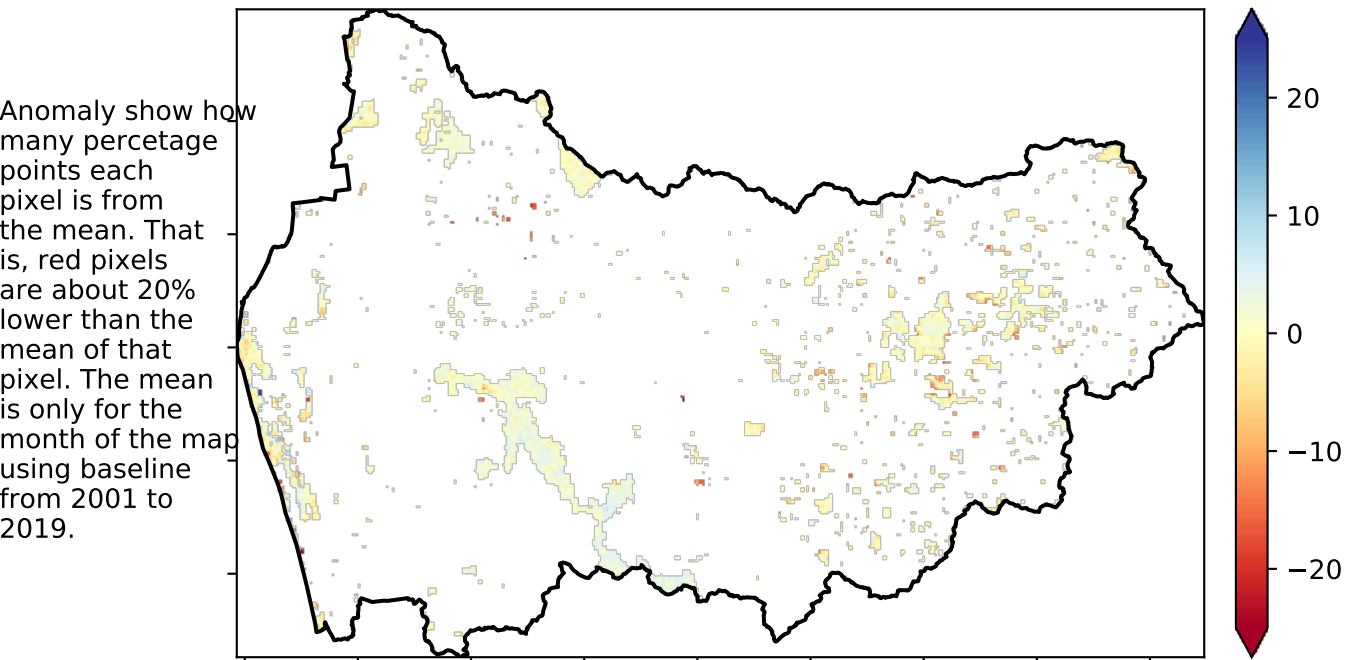 Anomaly show how
many percetage
points each
pixel is from
the mean. That
is, red pixels
are about 20%
lower than the
mean of that
pixel. The mean
is only for the
month of the map
using baseline
from 2001 to
2019.
20
10
0
−10
−20